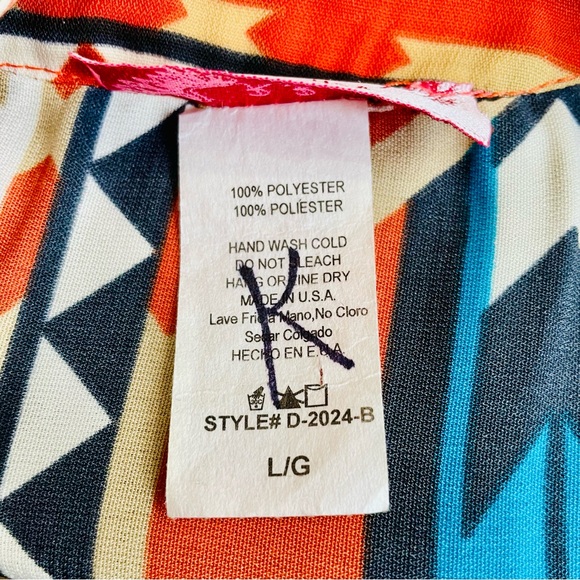 100% POLYESTER
100% POLIESTER
HAND WASH COLD
DO NOT BLEACH
HANG OR LINE DRY
MADE IN U.S.A.
Lave Fria a Mano,No Cloro
Secar Colgado
HECHO EN E.U.A
K
STYLE# D-2024-B
L/G